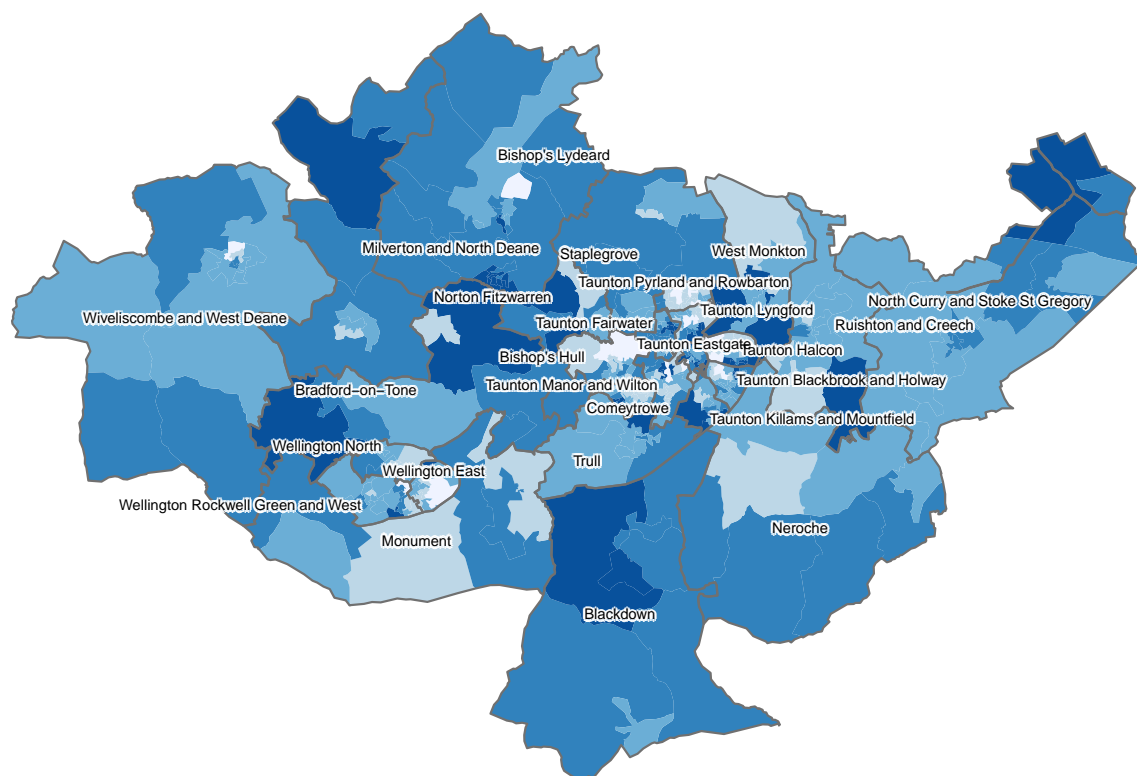 Bishop's Lydeard
Milverton and North Deane
Staplegrove
West Monkton
Taunton Pyrland and Rowbarton
Norton Fitzwarren
North Curry and Stoke St Gregory
Taunton Lyngford
Wiveliscombe and West Deane
Taunton Fairwater
Ruishton and Creech
Taunton Eastgate
Taunton Halcon
Bishop's Hull
Taunton Manor and Wilton
Taunton Blackbrook and Holway
Bradford−on−Tone
Comeytrowe
Taunton Killams and Mountfield
Wellington North
Trull
Wellington East
Wellington Rockwell Green and West
Neroche
Monument
Blackdown